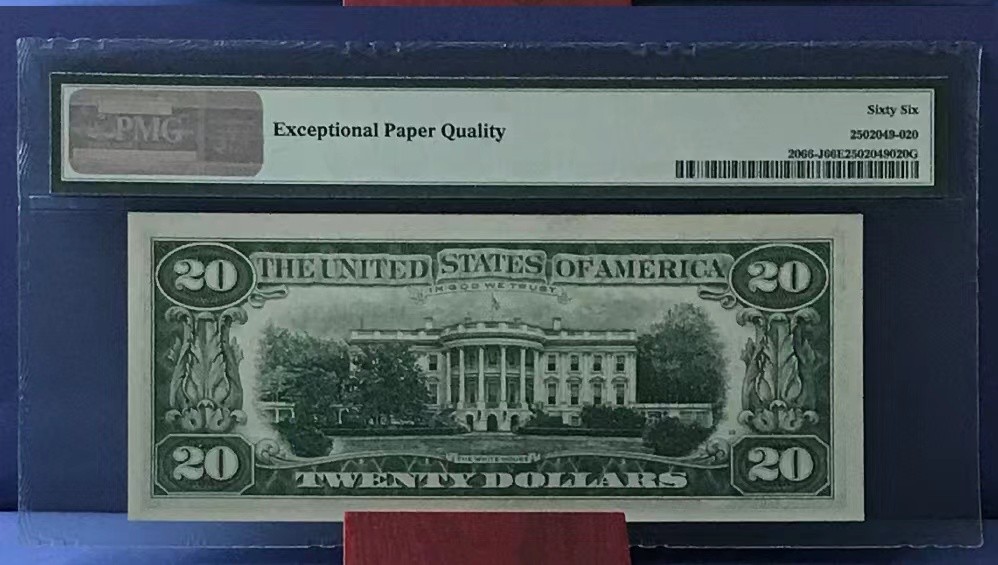 PMG
Exceptional Paper Quality
Sixty Six
2502049-020
2066-J66E2502049020G
20
THE UNITED STATES OF AMERICA
20
IN GOD WE TRUST
THE WHITE HOUSE
20
TWENTY DOLLARS
20